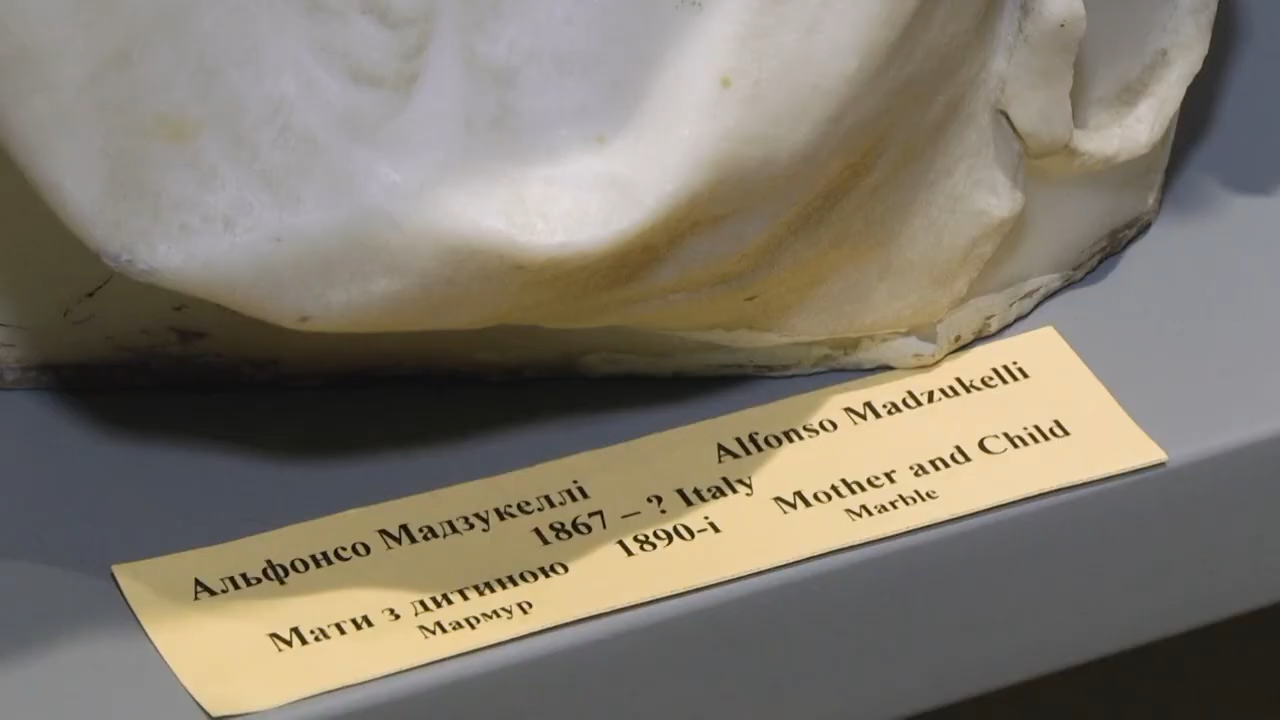 Альфонсо Мадзукеллі Alfonso Madzukelli
1867 – ? Italy
Мати з дитиною 1890-і Mother and Child
Мармур Marble